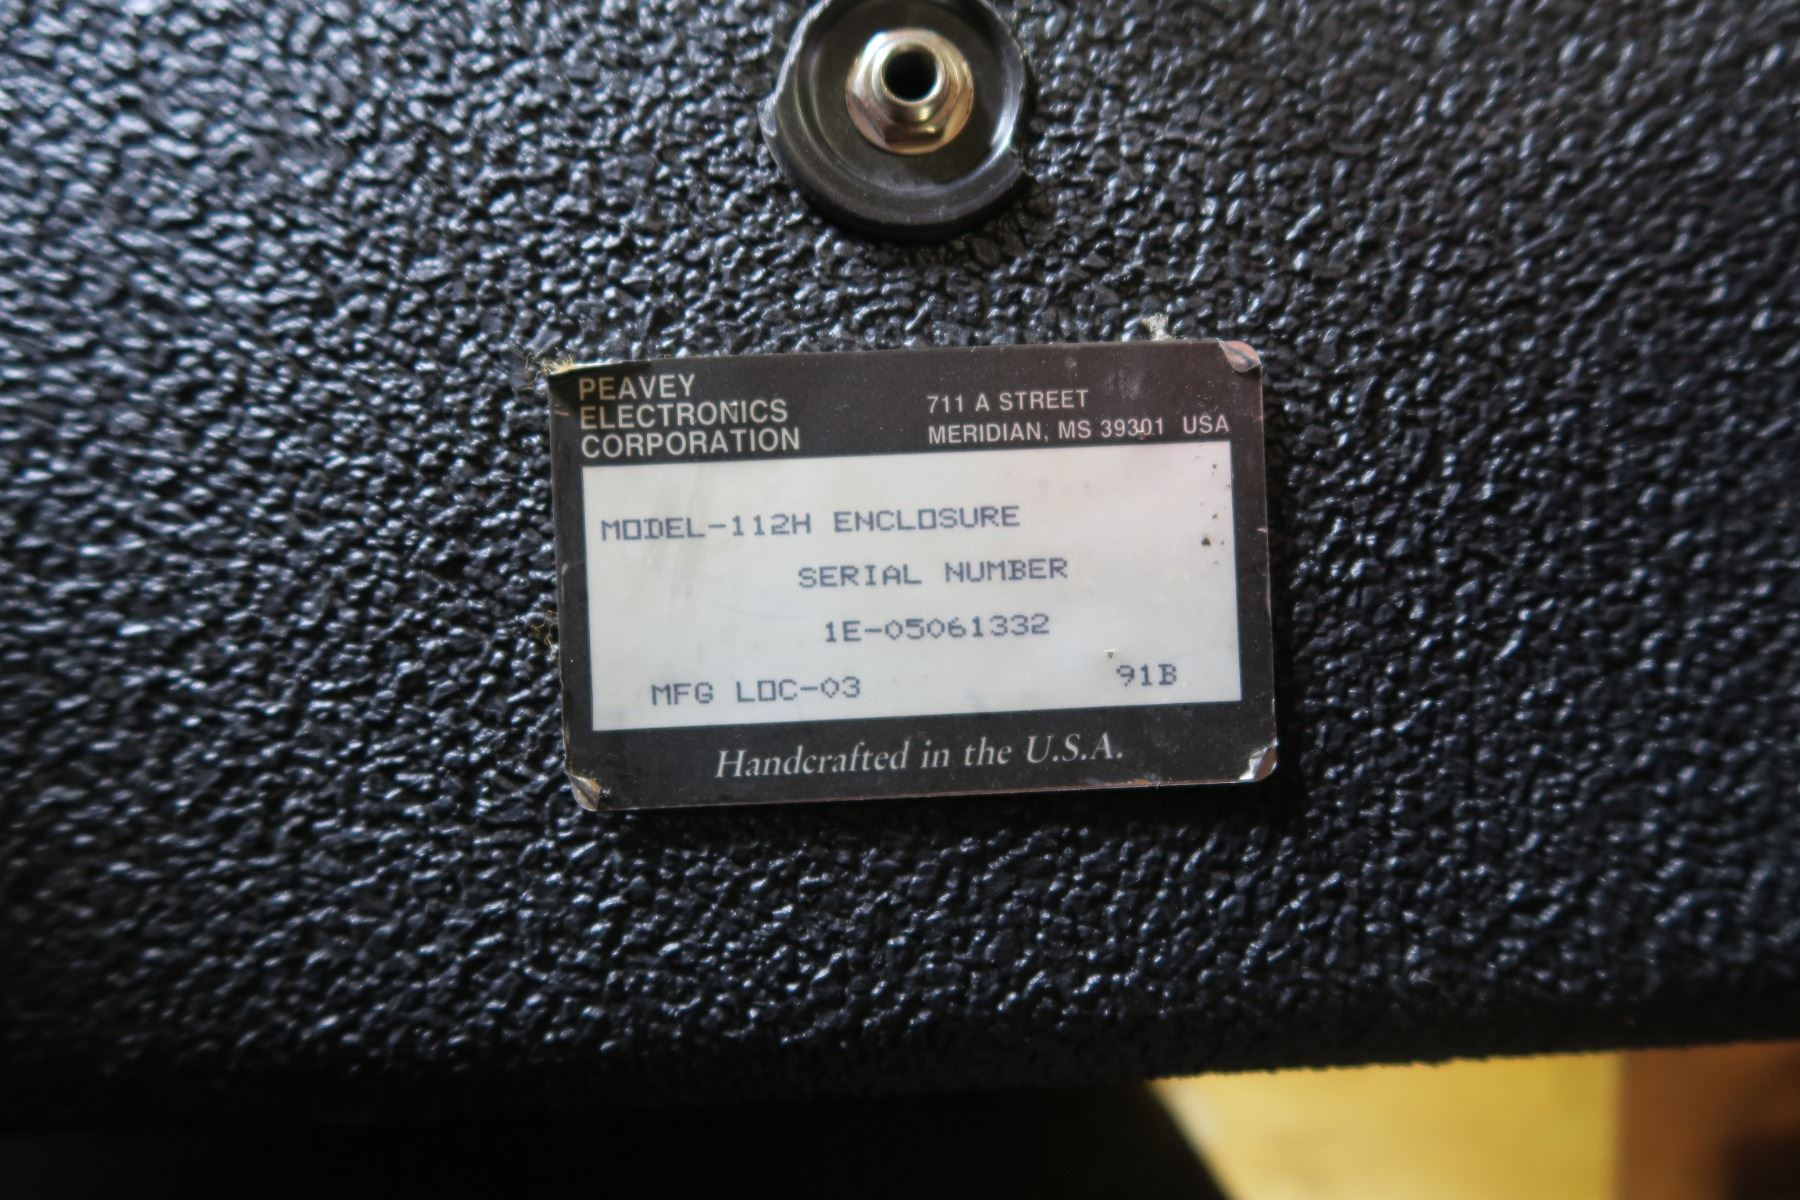 PEAVEY
ELECTRONICS
CORPORATION
711 A STREET
MERIDIAN, MS 39301 USA
MODEL-112H ENCLOSURE
SERIAL NUMBER
1E-05061332
MFG LOC-03 91B
Handcrafted in the U.S.A.